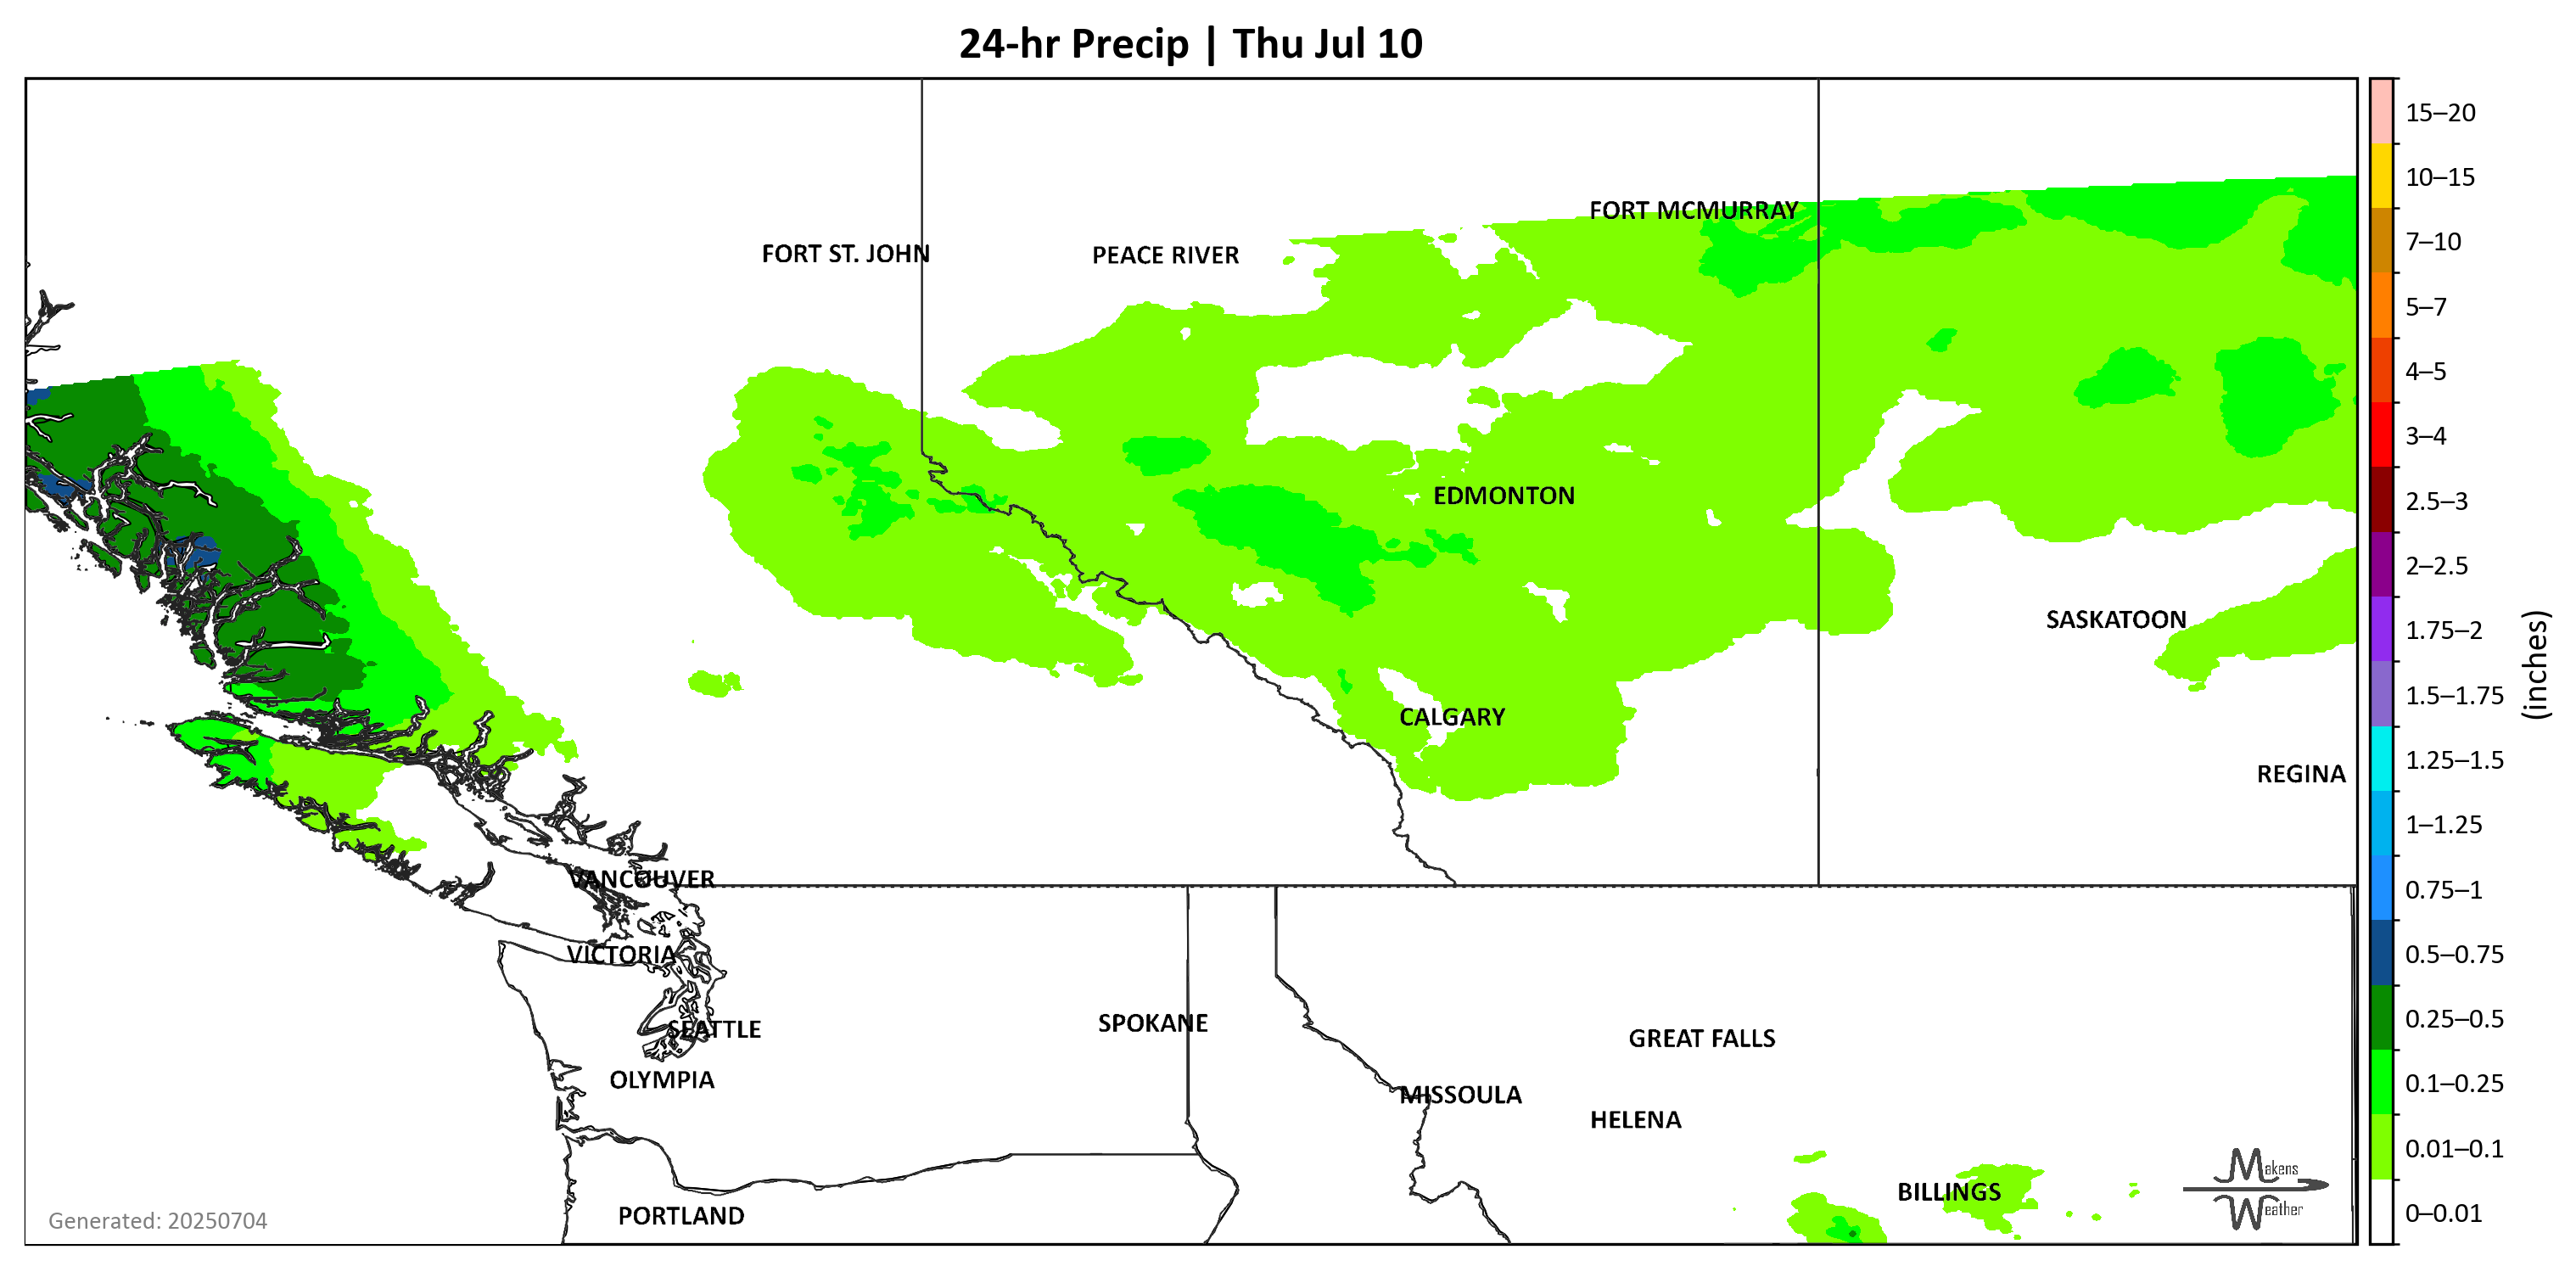 24-hr Precip | Thu Jul 10
15–20
10–15
7–10
5–7
4–5
3–4
2.5–3
2–2.5
1.75–2
1.5–1.75
1.25–1.5
1–1.25
0.75–1
0.5–0.75
0.25–0.5
0.1–0.25
0.01–0.1
0–0.01
(inches)
FORT MCMURRAY
FORT ST. JOHN
PEACE RIVER
EDMONTON
SASKATOON
CALGARY
REGINA
VANCOUVER
VICTORIA
SEATTLE
SPOKANE
GREAT FALLS
OLYMPIA
MISSOULA
HELENA
BILLINGS
PORTLAND
Makens
Weather
Generated: 20250704